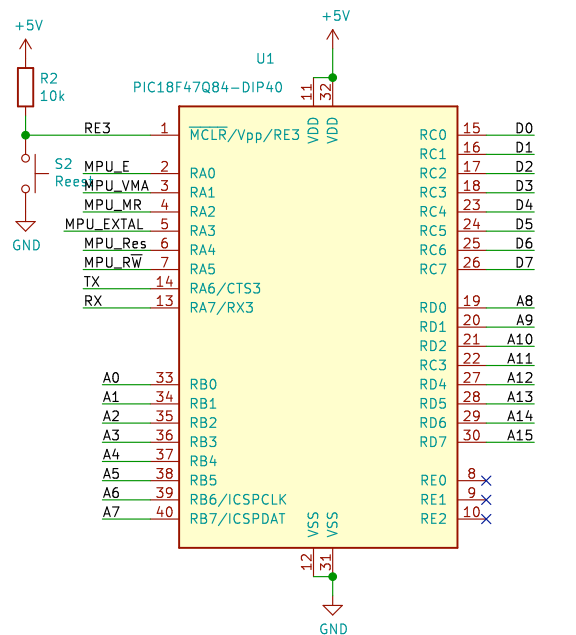 +5V
+5V
R2
10k
U1
PIC18F47Q84-DIP40
11 32
VDD VDD
RE3 1 MCLR/Vpp/RE3 RC0 15 D0
RC1 16 D1
S2
Reest
MPU_E 2 RA0 RC2 17 D2
MPU_VMA 3 RA1 RC3 18 D3
MPU_MR 4 RA2 RC4 23 D4
MPU_EXTAL 5 RA3 RC5 24 D5
GND
MPU_Res 6 RA4 RC6 25 D6
MPU_RW 7 RA5 RC7 26 D7
TX 14 RA6/CTS3
RX 13 RA7/RX3 RD0 19 A8
RD1 20 A9
RD2 21 A10
RC3 22 A11
A0 33 RB0 RD4 27 A12
A1 34 RB1 RD5 28 A13
A2 35 RB2 RD6 29 A14
A3 36 RB3 RD7 30 A15
A4 37 RB4
A5 38 RB5 RE0 8
A6 39 RB6/ICSPCLK RE1 9
A7 40 RB7/ICSPDAT RE2 10
VSS VSS
12 31
GND